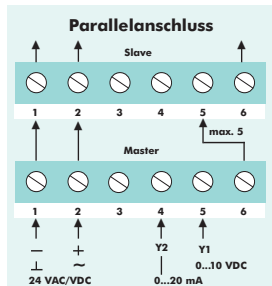 Parallelanschluss
Slave
1 2 3 4 5 6
max. 5
Master
1 2 3 4 5 6
– + Y2 Y1
⊥ ~ 0...10 VDC
24 VAC/VDC 0...20 mA